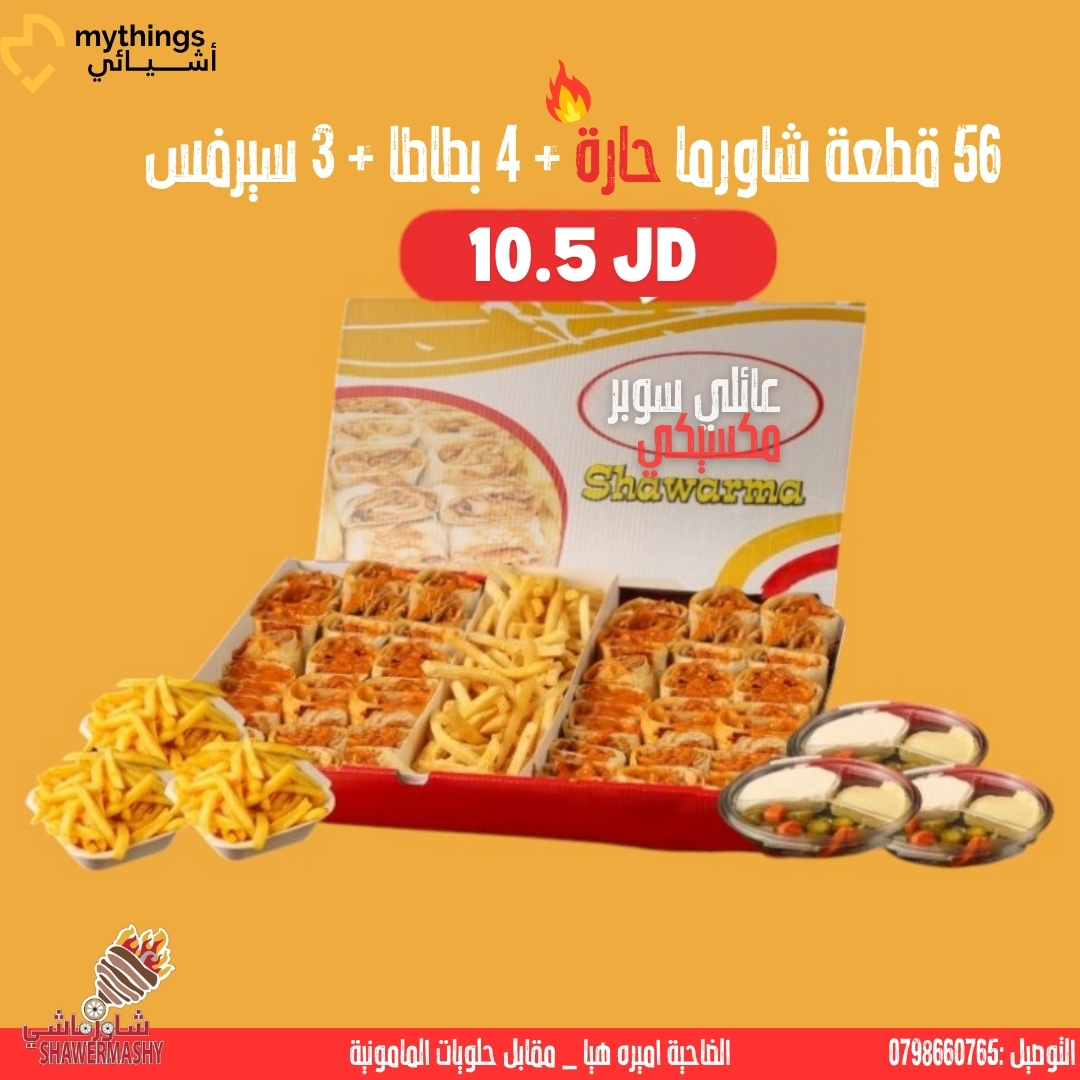 mythings
أشيائي
56 قطعة شاورما حارة + 4 بطاطا + 3 سيرفس
10.5 JD
عائلي سوبر
مكسيكي
Shawarma
شاورماشي
SHAWERMASHY
الضاحية اميره هيا _ مقابل حلويات المامونية
التوصيل :0798660765